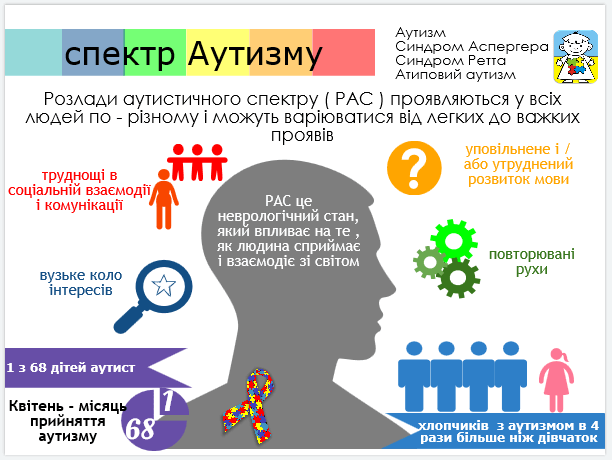 спектр Аутизму
Аутизм
Синдром Аспергера
Синдром Ретта
Атиповий аутизм
Розлади аутистичного спектру ( РАС ) проявляються у всіх
людей по - різному і можуть варіюватися від легких до важких
проявів
труднощі в
соціальній взаємодії
і комунікації
РАС це
неврологічний стан,
який впливає на те ,
як людина сприймає
і взаємодіє зі світом
?
уповільнене і /
або утруднений
розвиток мови
вузьке коло
інтересів
повторювані
рухи
1 з 68 дітей аутист
Квітень - місяць
прийняття
аутизму
1
68
хлопчиків з аутизмом в 4
рази більше ніж дівчаток